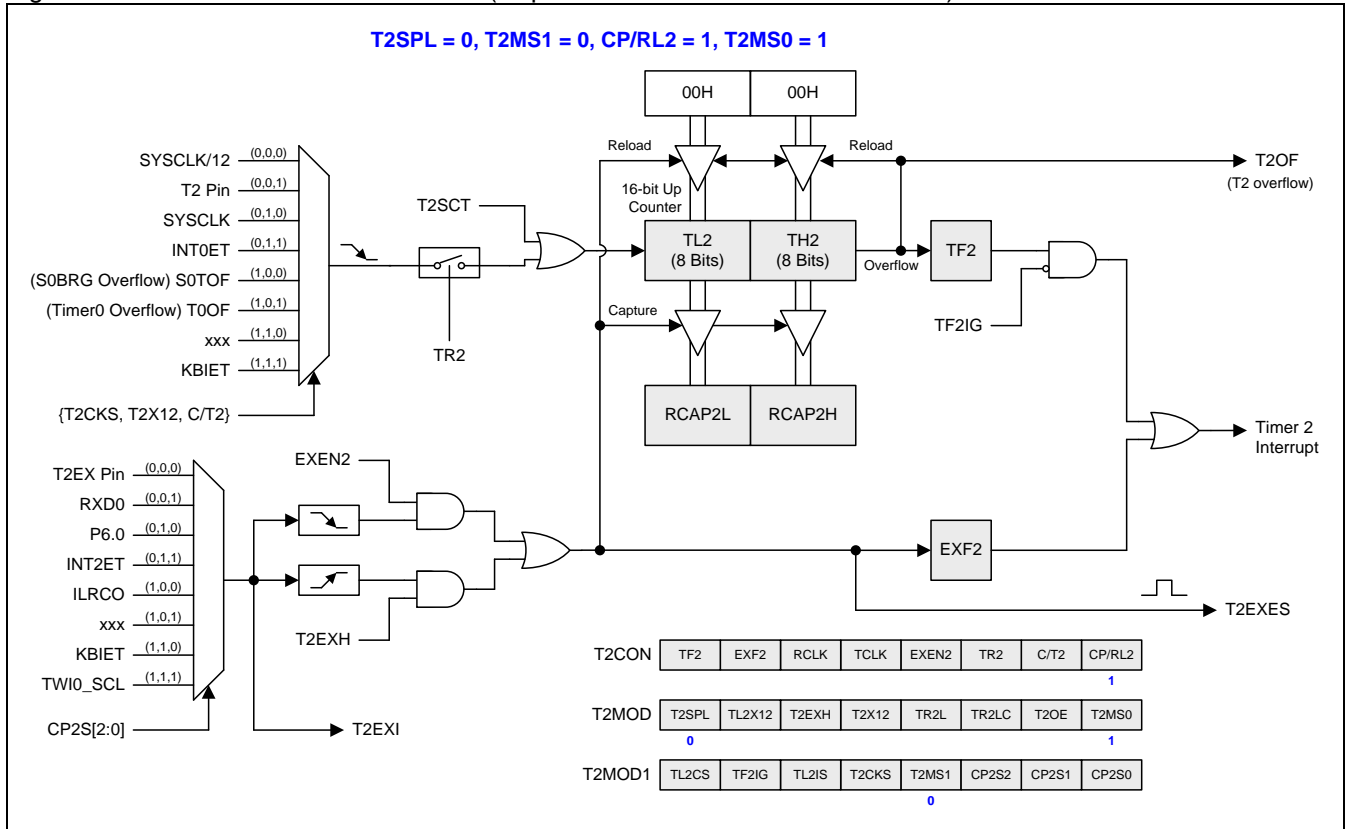 T2SPL = 0, T2MS1 = 0, CP/RL2 = 1, T2MS0 = 1
00H 00H
Reload Reload
SYSCLK/12 (0,0,0)
T2 Pin (0,0,1)
SYSCLK (0,1,0)
INT0ET (0,1,1)
(S0BRG Overflow) S0TOF (1,0,0)
(Timer0 Overflow) T0OF (1,0,1)
xxx (1,1,0)
KBIET (1,1,1)
{T2CKS, T2X12, C/T2}
TR2
T2SCT
16-bit Up
Counter
TL2
(8 Bits)
TH2
(8 Bits)
Overflow
TF2
T2OF
(T2 overflow)
TF2IG
Capture
RCAP2L RCAP2H
Timer 2
Interrupt
T2EX Pin (0,0,0)
RXD0 (0,0,1)
P6.0 (0,1,0)
INT2ET (0,1,1)
ILRCO (1,0,0)
xxx (1,0,1)
KBIET (1,1,0)
TWI0_SCL (1,1,1)
CP2S[2:0]
EXEN2
T2EXH
T2EXI
EXF2
T2EXES
T2CON TF2 EXF2 RCLK TCLK EXEN2 TR2 C/T2 CP/RL2
1
T2MOD T2SPL TL2X12 T2EXH T2X12 TR2L TR2LC T2OE T2MS0
0 1
T2MOD1 TL2CS TF2IG TL2IS T2CKS T2MS1 CP2S2 CP2S1 CP2S0
0